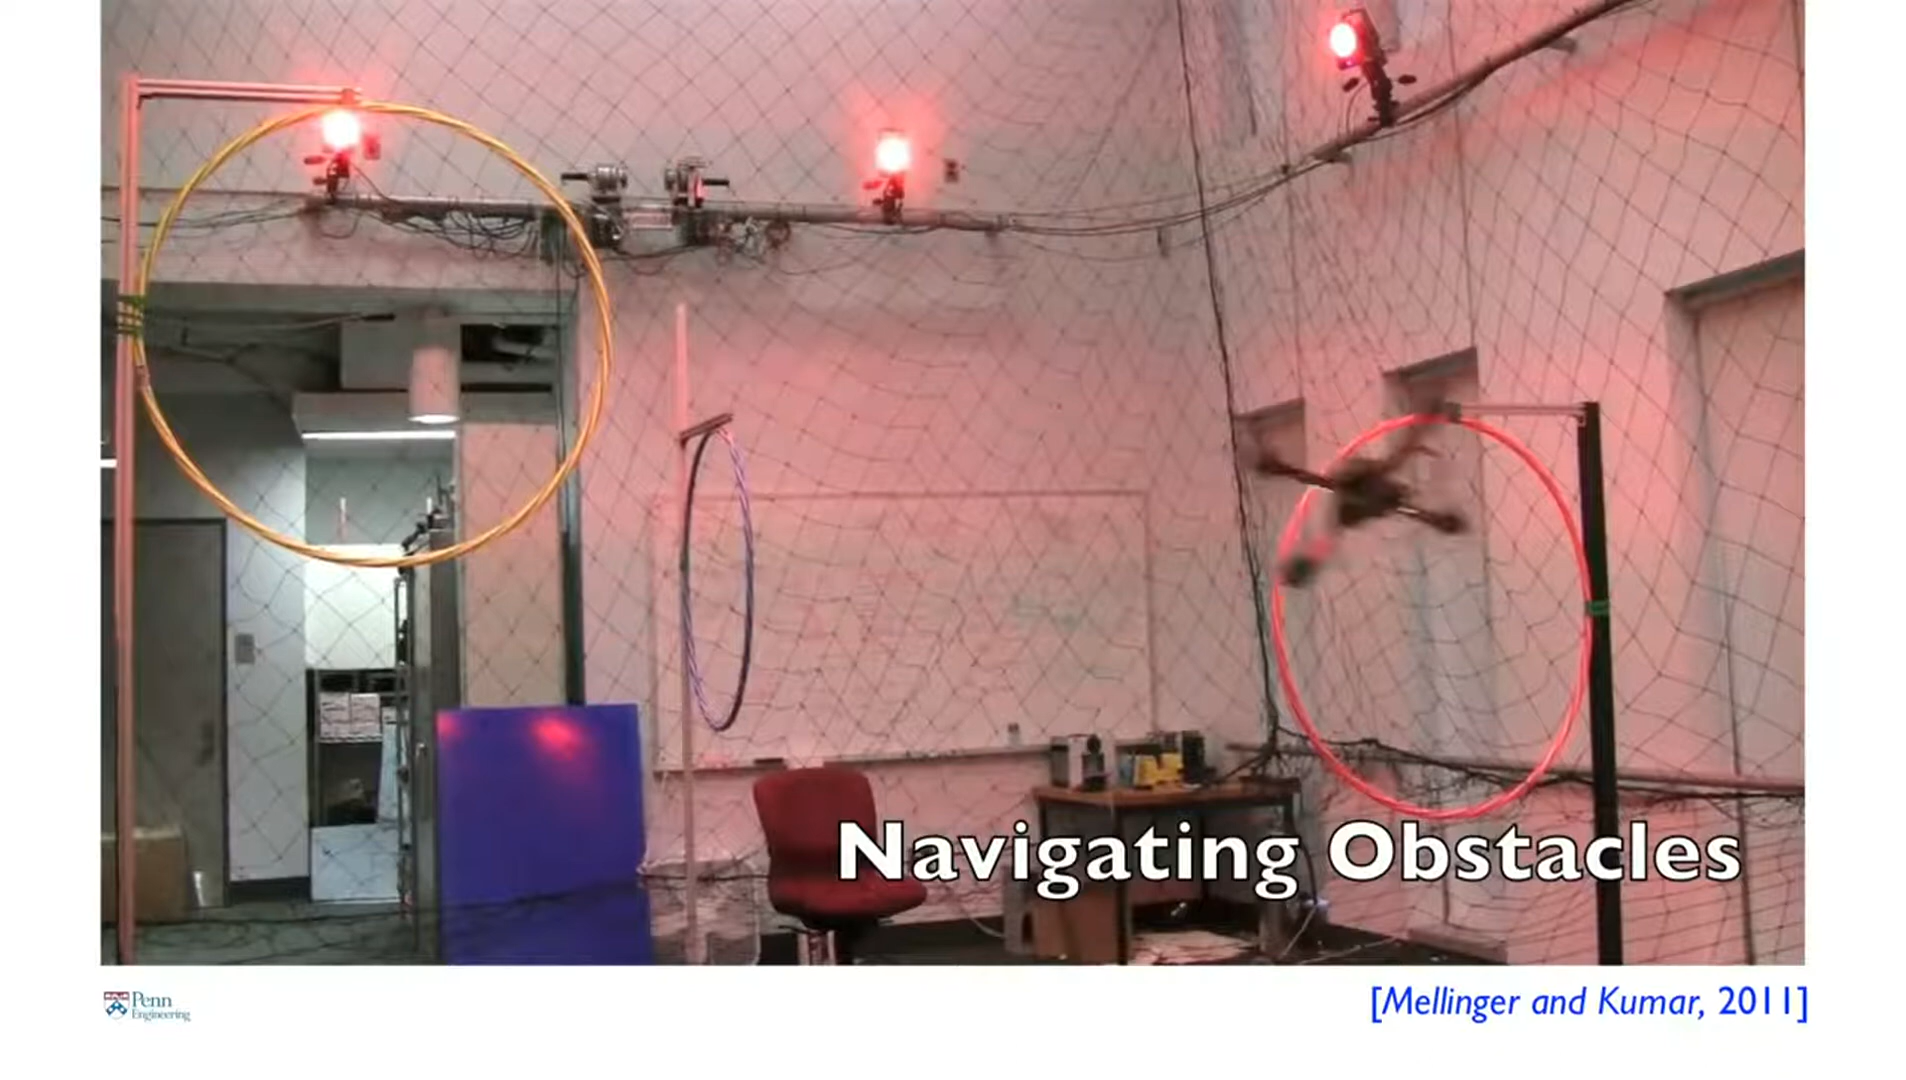 Navigating Obstacles
Penn
Engineering
[Mellinger and Kumar, 2011]